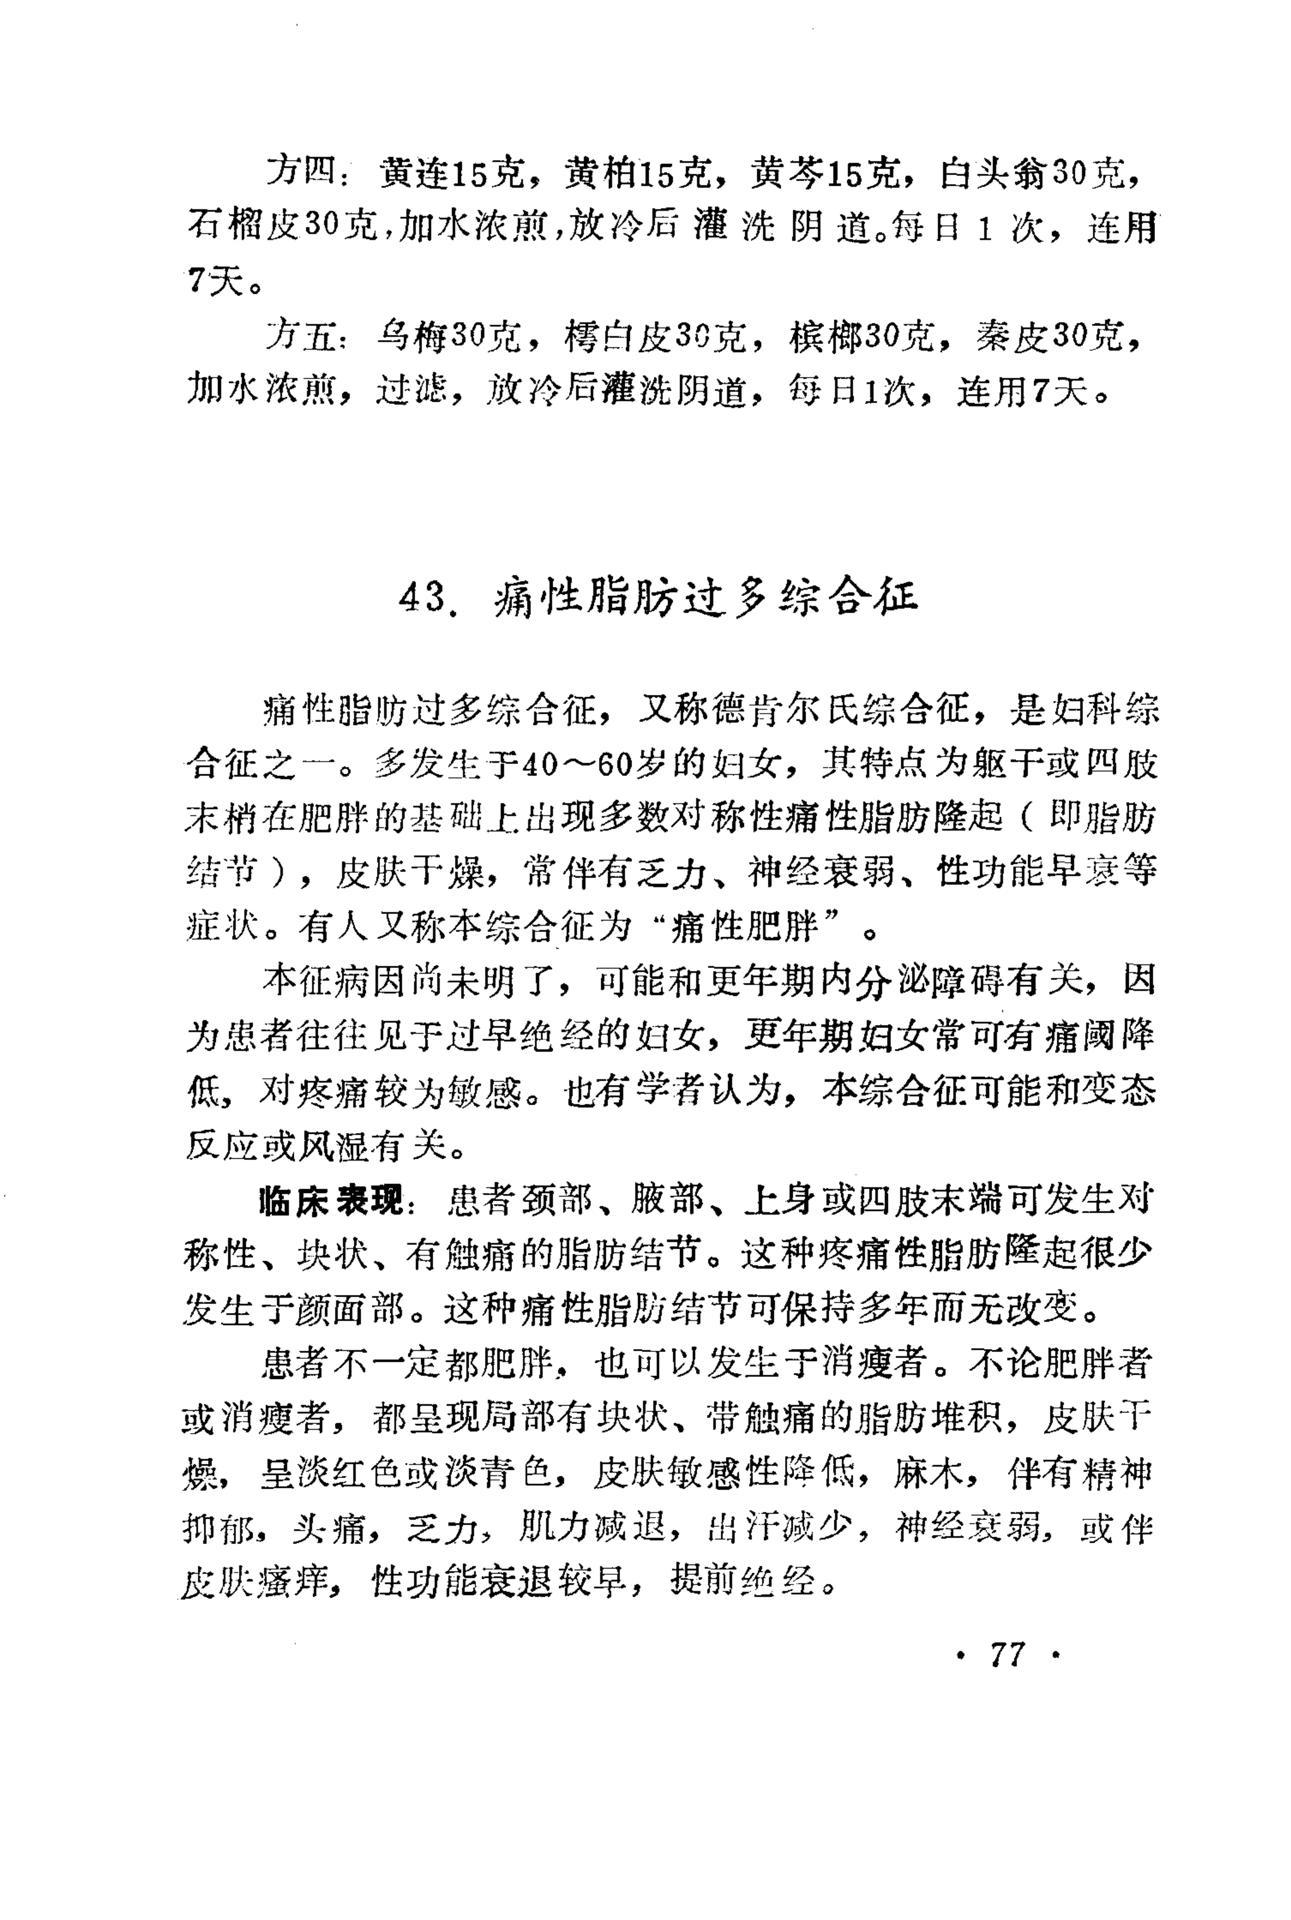 方四：黄连15克，黄柏15克，黄芩15克，白头翁30克，
石榴皮30克，加水浓煎，放冷后灌洗阴道。每日1次，连用
7天。
方五：乌梅30克，樗白皮30克，槟榔30克，秦皮30克，
加水浓煎，过滤，放冷后灌洗阴道，每日1次，连用7天。
43．痛性脂肪过多综合征
痛性脂肪过多综合征，又称德肯尔氏综合征，是妇科综
合征之一。多发生于40～60岁的妇女，其特点为躯干或四肢
末梢在肥胖的基础上出现多数对称性痛性脂肪隆起（即脂肪
结节），皮肤干燥，常伴有乏力、神经衰弱、性功能早衰等
症状。有人又称本综合征为“痛性肥胖”。
本征病因尚未明了，可能和更年期内分泌障碍有关，因
为患者往往见于过早绝经的妇女，更年期妇女常可有痛阈降
低，对疼痛较为敏感。也有学者认为，本综合征可能和变态
反应或风湿有关。
临床表现：患者颈部、腋部、上身或四肢末端可发生对
称性、块状、有触痛的脂肪结节。这种疼痛性脂肪隆起很少
发生于颜面部。这种痛性脂肪结节可保持多年而无改变。
患者不一定都肥胖，也可以发生于消瘦者。不论肥胖者
或消瘦者，都呈现局部有块状、带触痛的脂肪堆积，皮肤干
燥，呈淡红色或淡青色，皮肤敏感性降低，麻木，伴有精神
抑郁，头痛，乏力，肌力减退，出汗减少，神经衰弱，或伴
皮肤瘙痒，性功能衰退较早，提前绝经。
· 77 ·